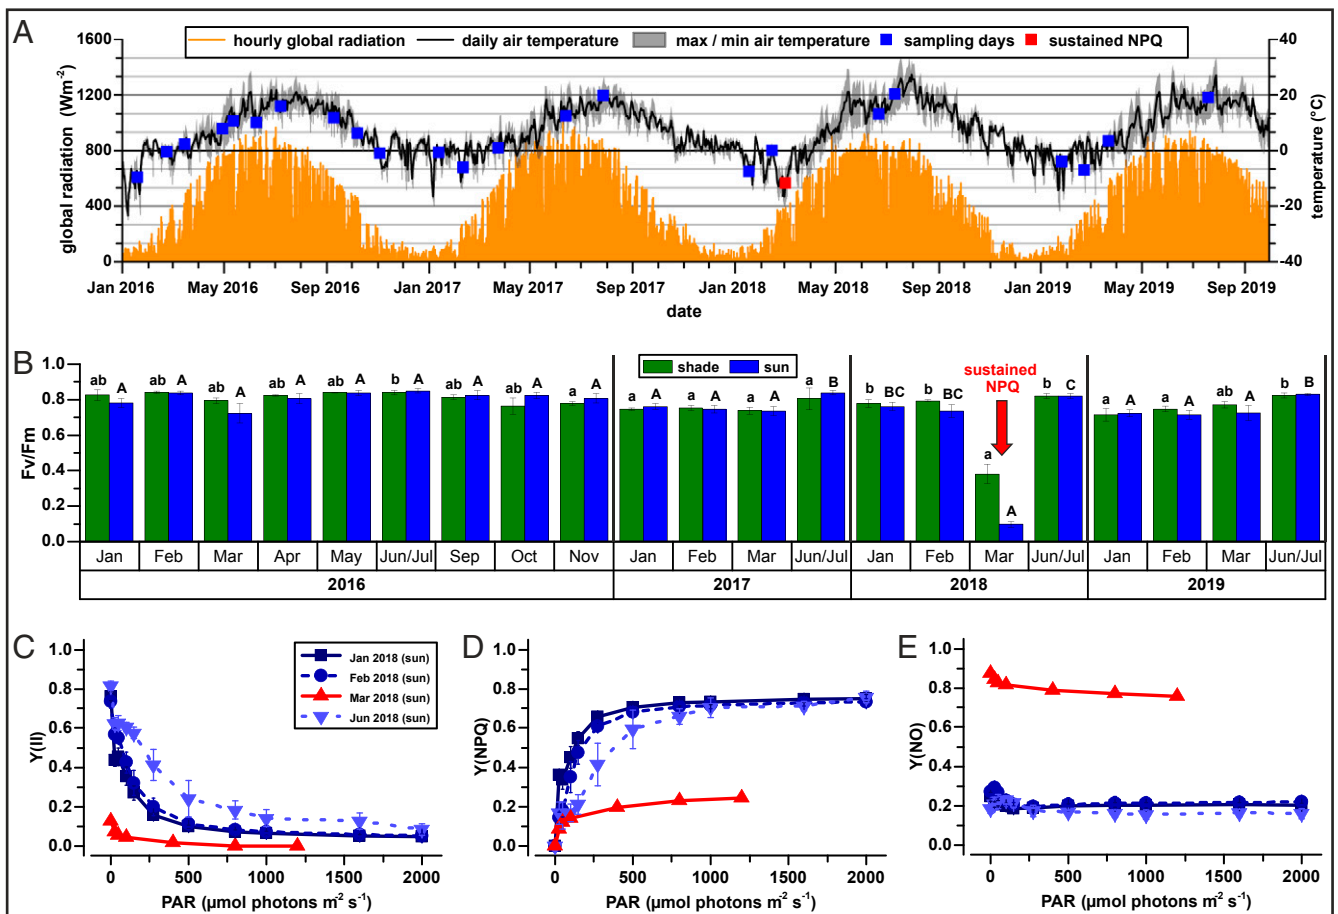 A
hourly global radiation daily air temperature max / min air temperature sampling days sustained NPQ
global radiation (Wm-2)
1600
1200
800
400
0
temperature (°C)
40
20
0
-20
-40
Jan 2016 May 2016 Sep 2016 Jan 2017 May 2017 Sep 2017 Jan 2018 May 2018 Sep 2018 Jan 2019 May 2019 Sep 2019
date
B
shade sun
sustained
NPQ
Fv/Fm
1.0
0.8
0.6
0.4
0.2
0.0
ab A ab A ab A ab A ab A b A ab A ab A a A a A a A a A a B b BC b BC a A b C a A a A ab A b B
Jan Feb Mar Apr May Jun/Jul Sep Oct Nov Jan Feb Mar Jun/Jul Jan Feb Mar Jun/Jul Jan Feb Mar Jun/Jul
2016 2017 2018 2019
C
Jan 2018 (sun)
Feb 2018 (sun)
Mar 2018 (sun)
Jun 2018 (sun)
Y(II)
1.0
0.8
0.6
0.4
0.2
0.0
0 500 1000 1500 2000
PAR (µmol photons m-2 s-1)
D
Y(NPQ)
1.0
0.8
0.6
0.4
0.2
0.0
0 500 1000 1500 2000
PAR (µmol photons m-2 s-1)
E
Y(NO)
1.0
0.8
0.6
0.4
0.2
0.0
0 500 1000 1500 2000
PAR (µmol photons m-2 s-1)